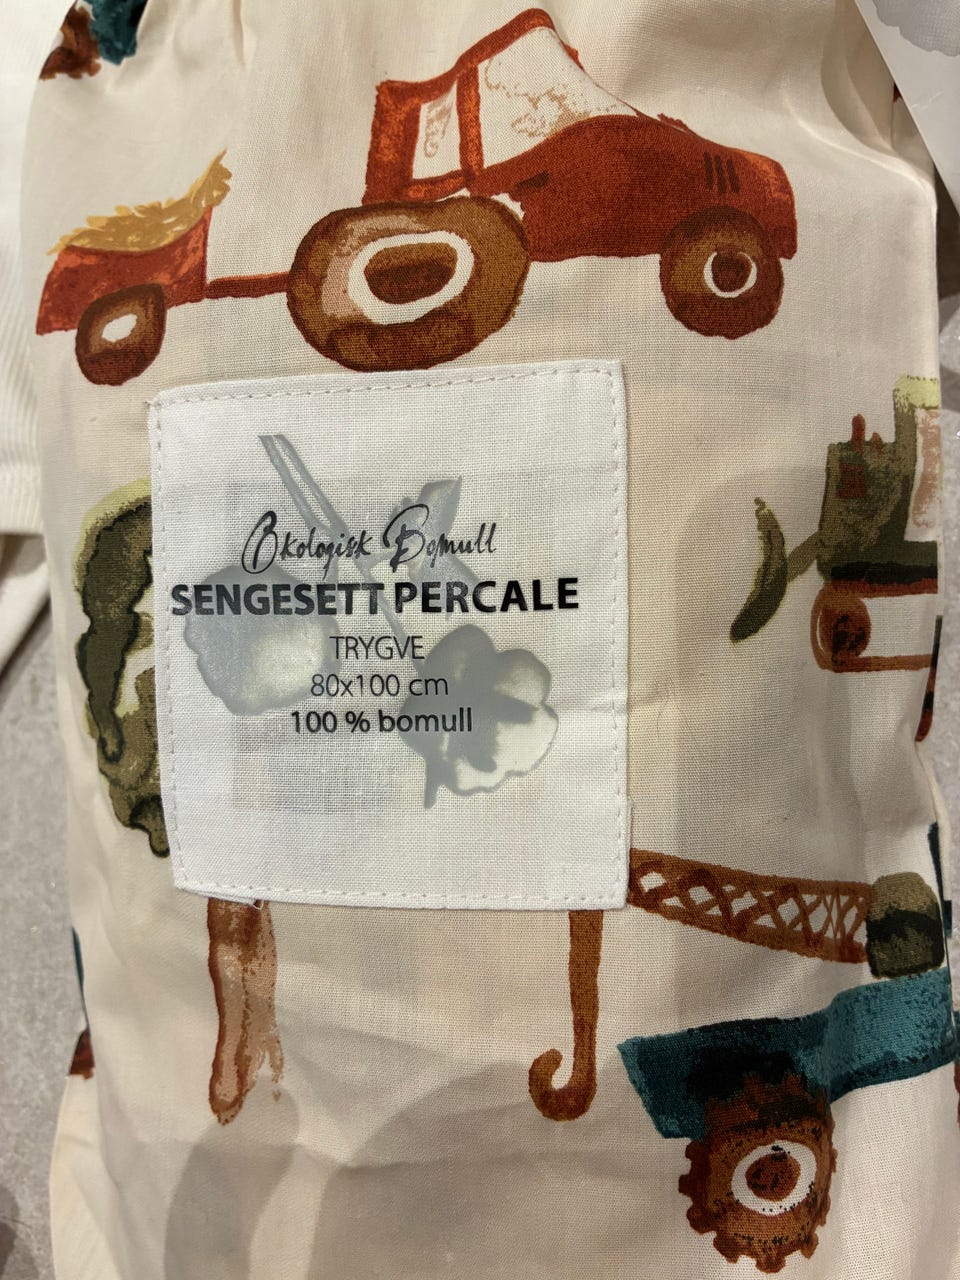 Økologisk Bomull
SENGESETT PERCALE
TRYGVE
80x100 cm
100 % bomull